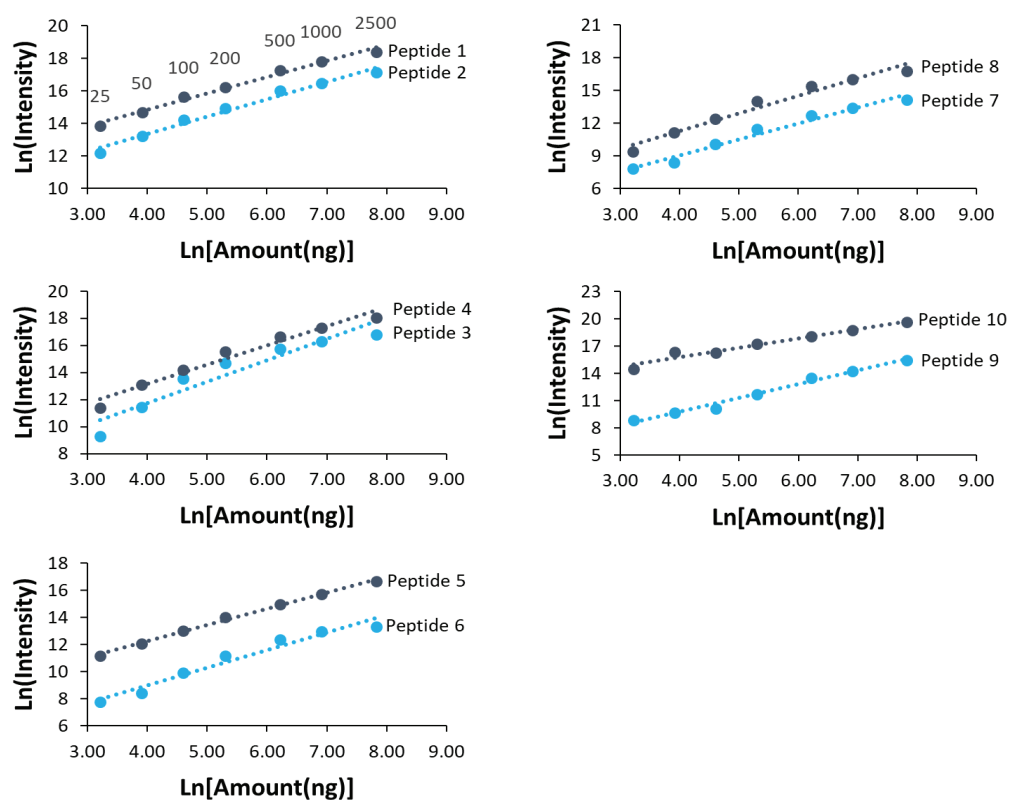 20
18
16
14
12
10
Ln(Intensity)
25
50
100
200
500
1000
2500
Peptide 1
Peptide 2
3.00 4.00 5.00 6.00 7.00 8.00 9.00
Ln[Amount(ng)]
21
18
15
12
9
6
Ln(Intensity)
Peptide 8
Peptide 7
3.00 4.00 5.00 6.00 7.00 8.00 9.00
Ln[Amount(ng)]
20
18
16
14
12
10
8
Ln(Intensity)
Peptide 4
Peptide 3
3.00 4.00 5.00 6.00 7.00 8.00 9.00
Ln[Amount(ng)]
23
20
17
14
11
8
5
Ln(Intensity)
Peptide 10
Peptide 9
3.00 4.00 5.00 6.00 7.00 8.00 9.00
Ln[Amount(ng)]
18
16
14
12
10
8
6
Ln(Intensity)
Peptide 5
Peptide 6
3.00 4.00 5.00 6.00 7.00 8.00 9.00
Ln[Amount(ng)]